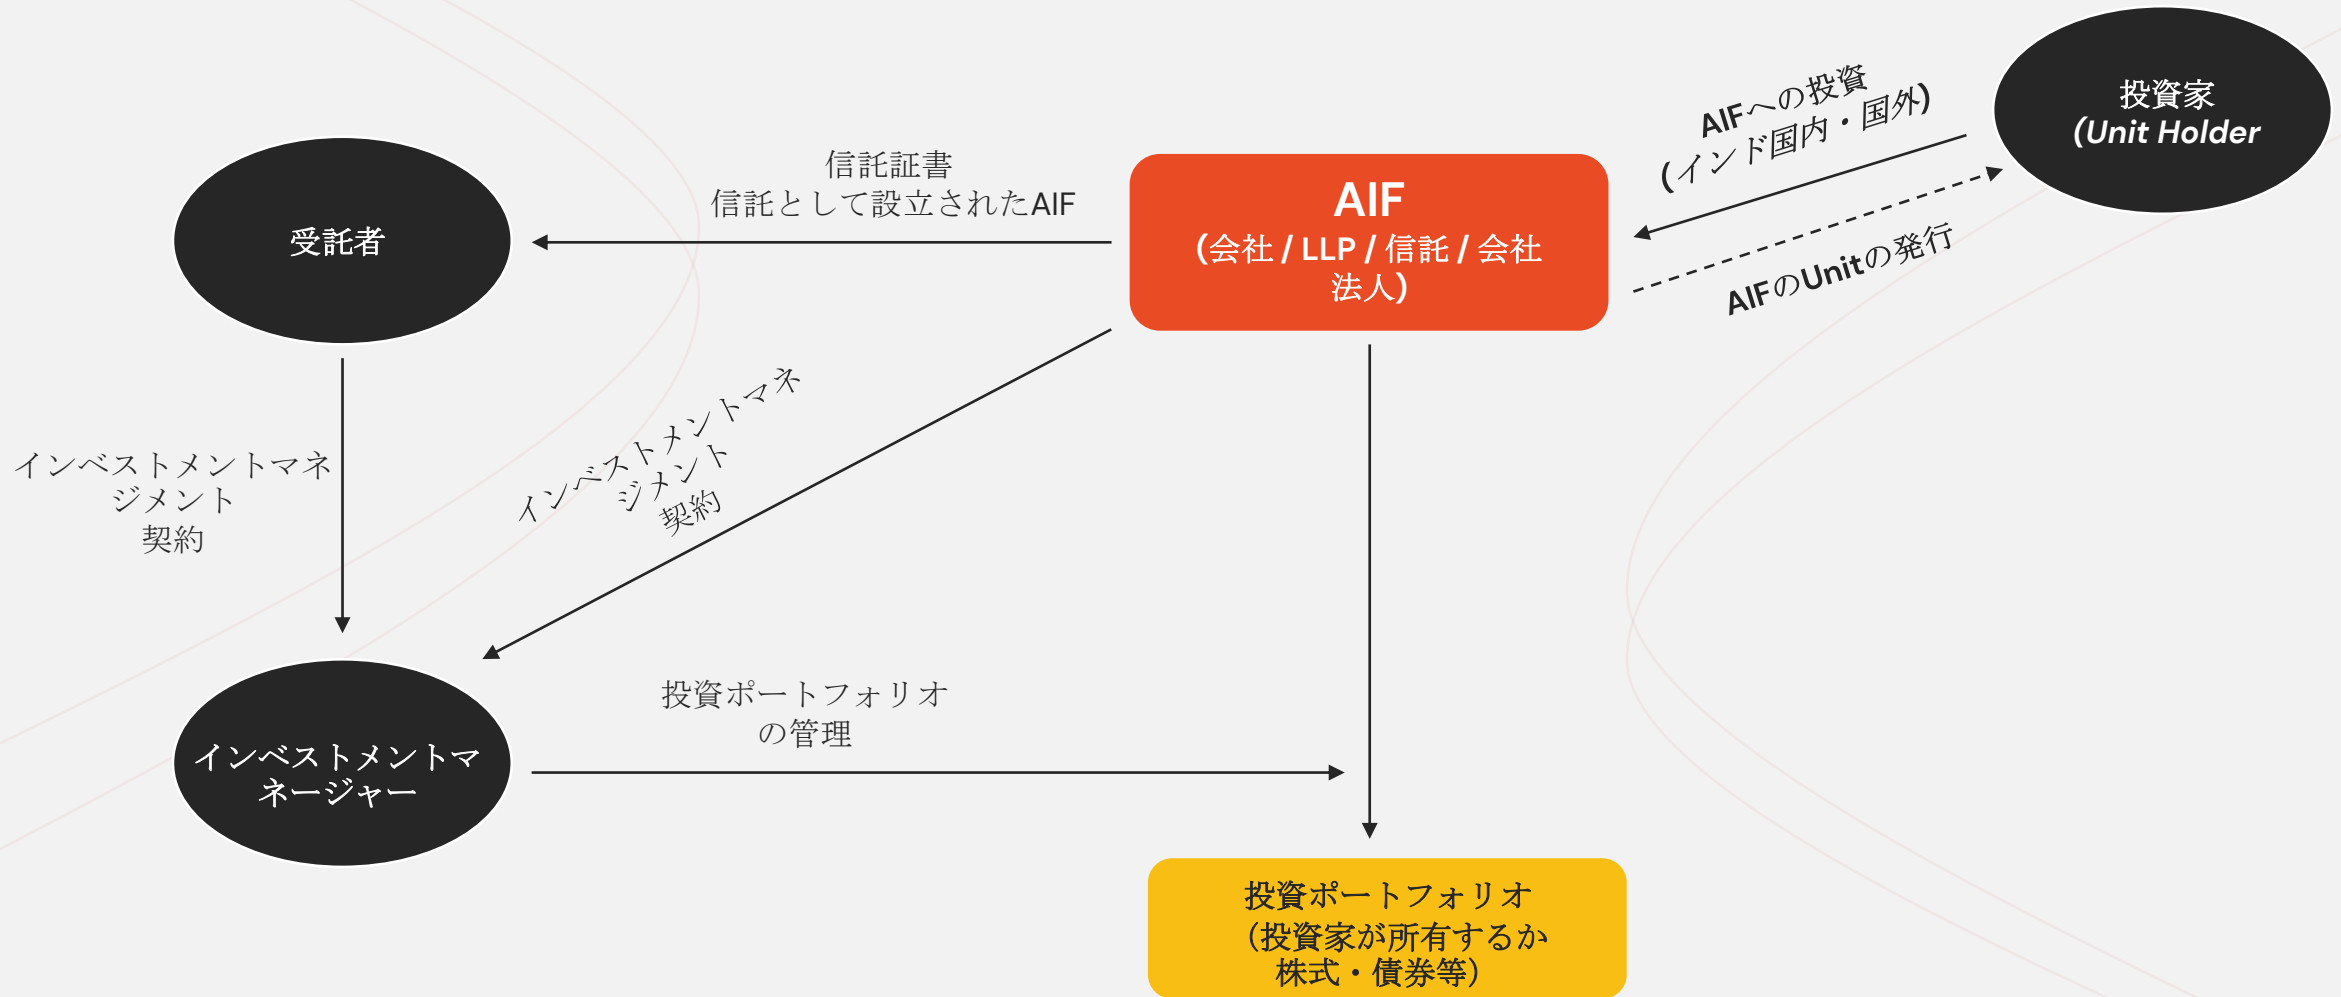 投資家
(Unit Holder
AIFへの投資
(インド国内・国外)
信託証書
信託として設立されたAIF
AIF
(会社 / LLP / 信託 / 会社
法人)
受託者
AIFのUnitの発行
インベストメントマネ
ジメント
契約
インベストメントマネ
ジメント
契約
投資ポートフォリオ
の管理
インベストメントマ
ネージャー
投資ポートフォリオ
（投資家が所有するか
株式・債券等）